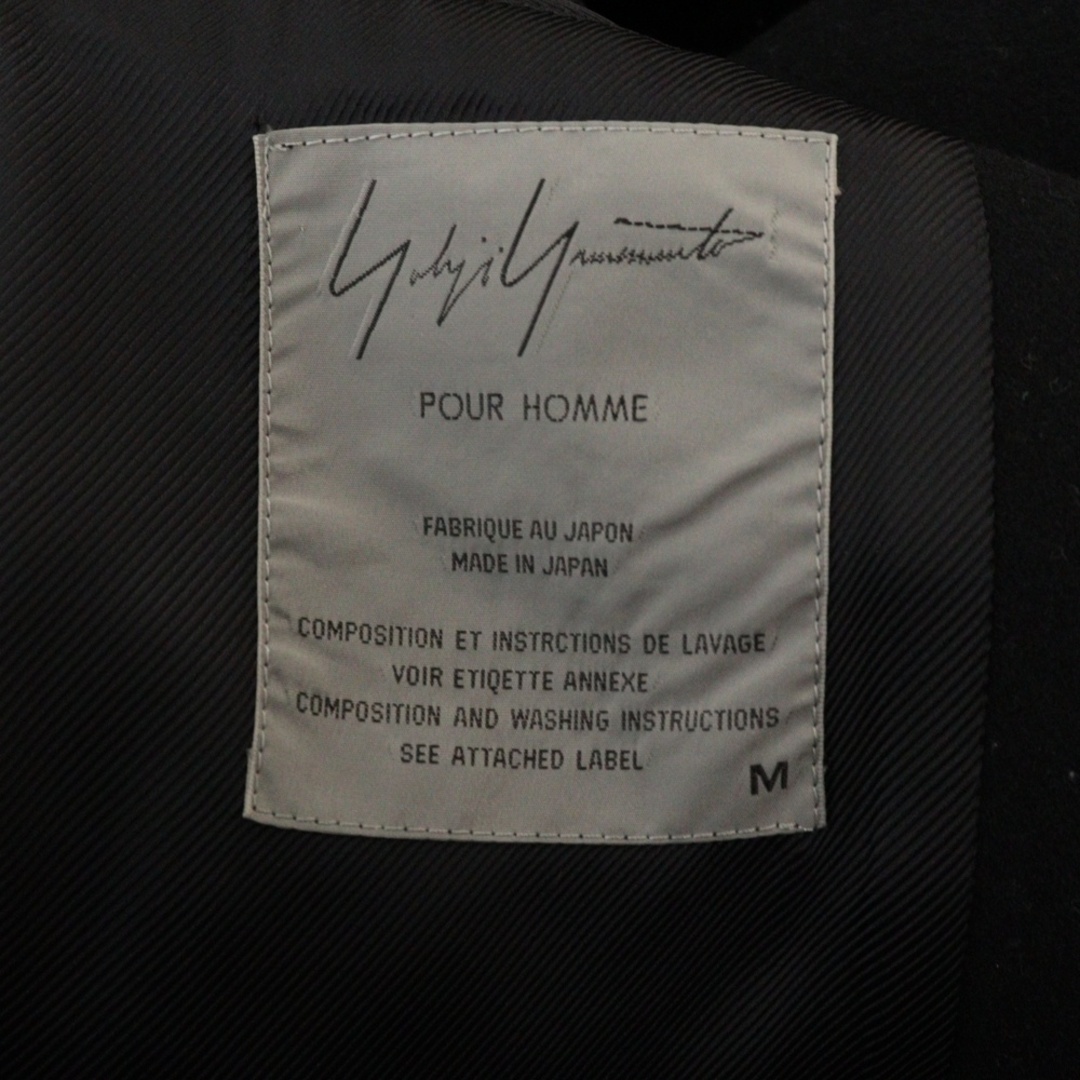 Yohji Yamamoto
POUR HOMME
FABRIQUE AU JAPON
MADE IN JAPAN
COMPOSITION ET INSTRCTIONS DE LAVAGE
VOIR ETIQETTE ANNEXE
COMPOSITION AND WASHING INSTRUCTIONS
SEE ATTACHED LABEL
M